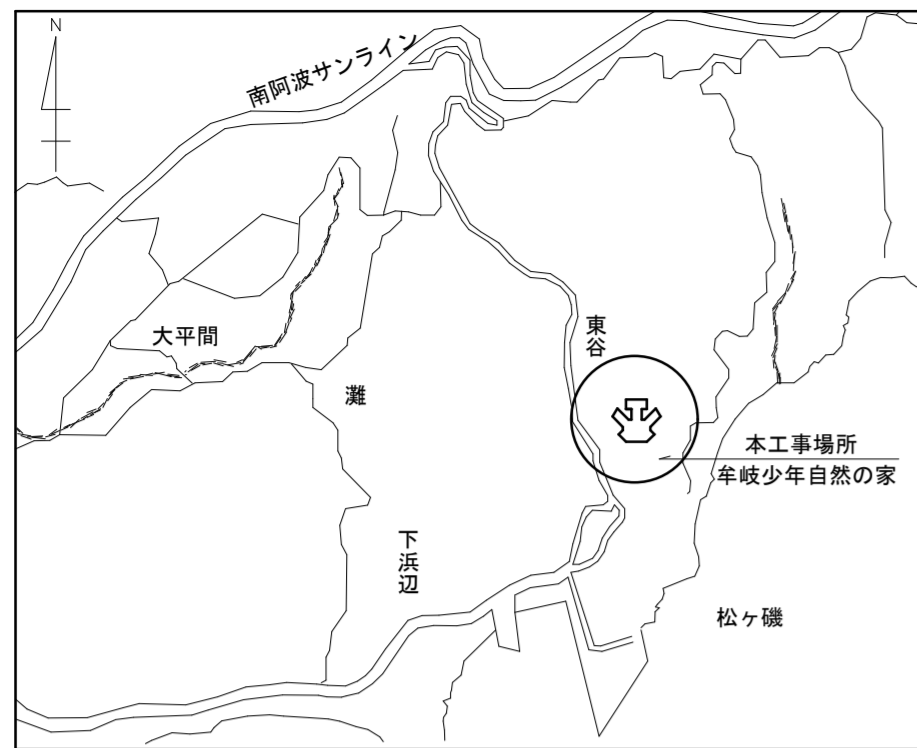 N
南阿波サンライン
大平間
東谷
灘
本工事場所
牟岐少年自然の家
下浜辺
松ヶ磯